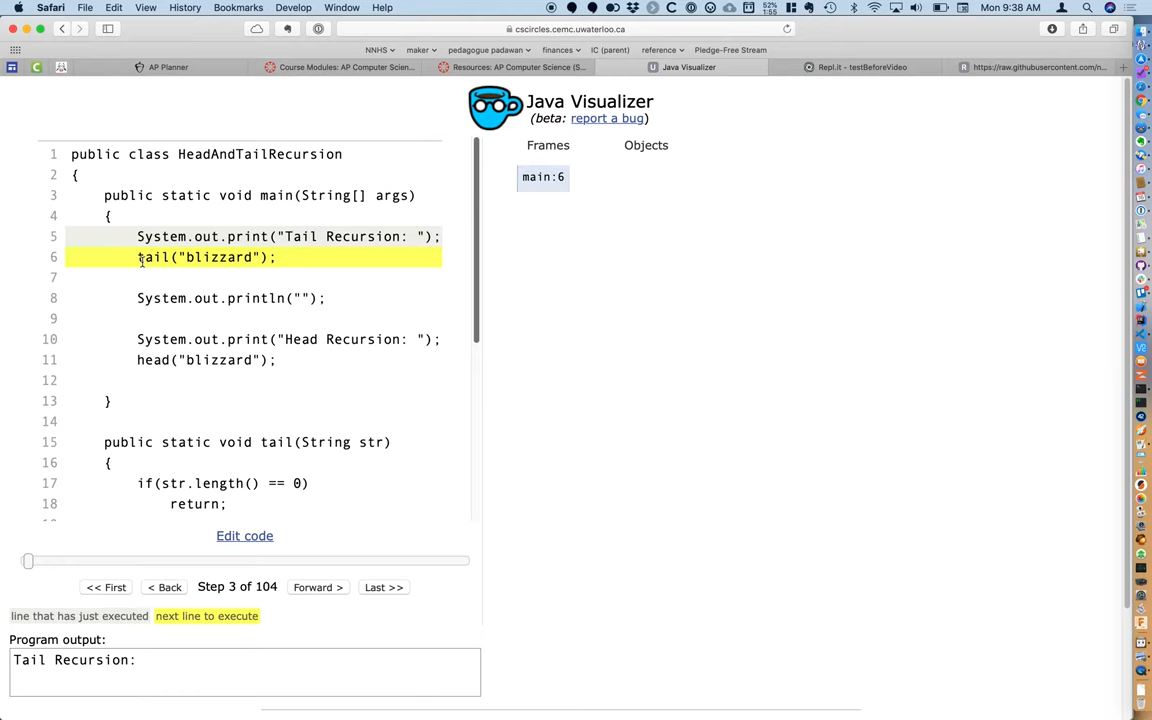 Safari File Edit View History Bookmarks Develop Window Help 52% 1:55 Mon 9:38 AM
cscircles.cemc.uwaterloo.ca
NNHS maker pedagogue padawan finances IC (parent) reference Pledge-Free Stream
AP Planner Course Modules: AP Computer Scien... Resources: AP Computer Science (S... Java Visualizer Repl.it - testBeforeVideo https://raw.githubusercontent.com/n...
Java Visualizer
(beta: report a bug)
Frames Objects
main:6
1 public class HeadAndTailRecursion
2 {
3 public static void main(String[] args)
4 {
5 System.out.print("Tail Recursion: ");
6 tail("blizzard");
7
8 System.out.println("");
9
10 System.out.print("Head Recursion: ");
11 head("blizzard");
12
13 }
14
15 public static void tail(String str)
16 {
17 if(str.length() == 0)
18 return;
Edit code
<< First < Back Step 3 of 104 Forward > Last >>
line that has just executed next line to execute
Program output:
Tail Recursion: